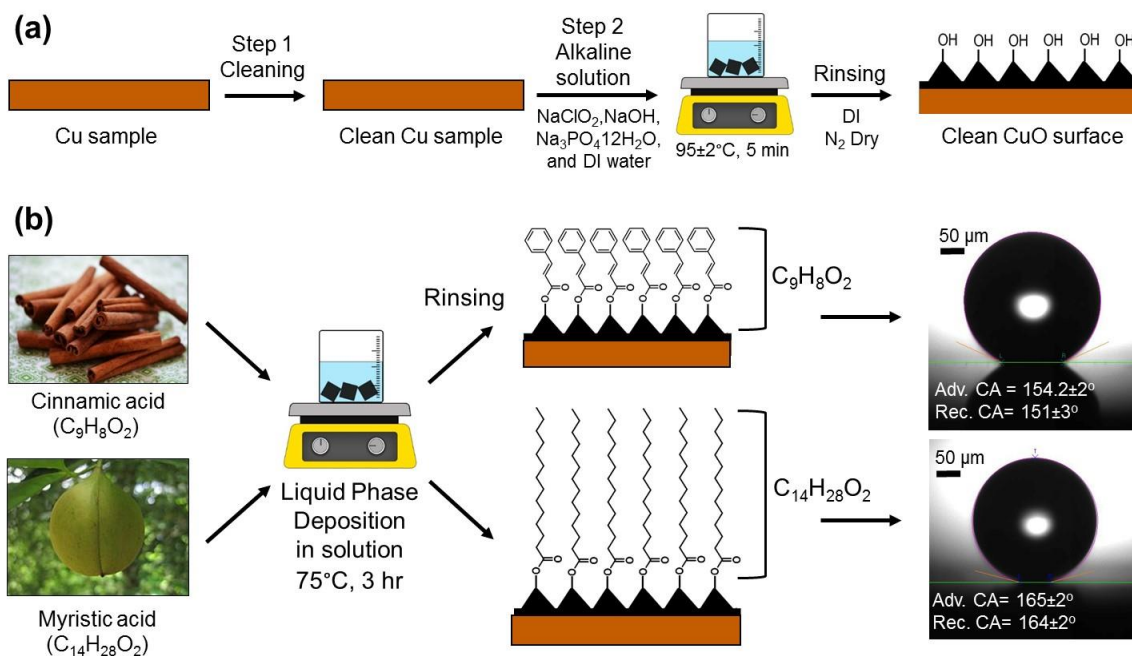 (a)
Step 1
Cleaning
Cu sample
Clean Cu sample
Step 2
Alkaline
solution
NaClO₂,NaOH,
Na₃PO₄12H₂O,
and DI water
95±2°C, 5 min
Rinsing
DI
N₂ Dry
OH OH OH OH OH OH
Clean CuO surface
(b)
Cinnamic acid
(C₉H₈O₂)
Myristic acid
(C₁₄H₂₈O₂)
Liquid Phase
Deposition
in solution
75°C, 3 hr
Rinsing
O O O O O O
O O O O O O
C₉H₈O₂
50 µm
Adv. CA = 154.2±2°
Rec. CA= 151±3°
O O O O O O
O O O O O O
C₁₄H₂₈O₂
50 µm
Adv. CA= 165±2°
Rec. CA= 164±2°